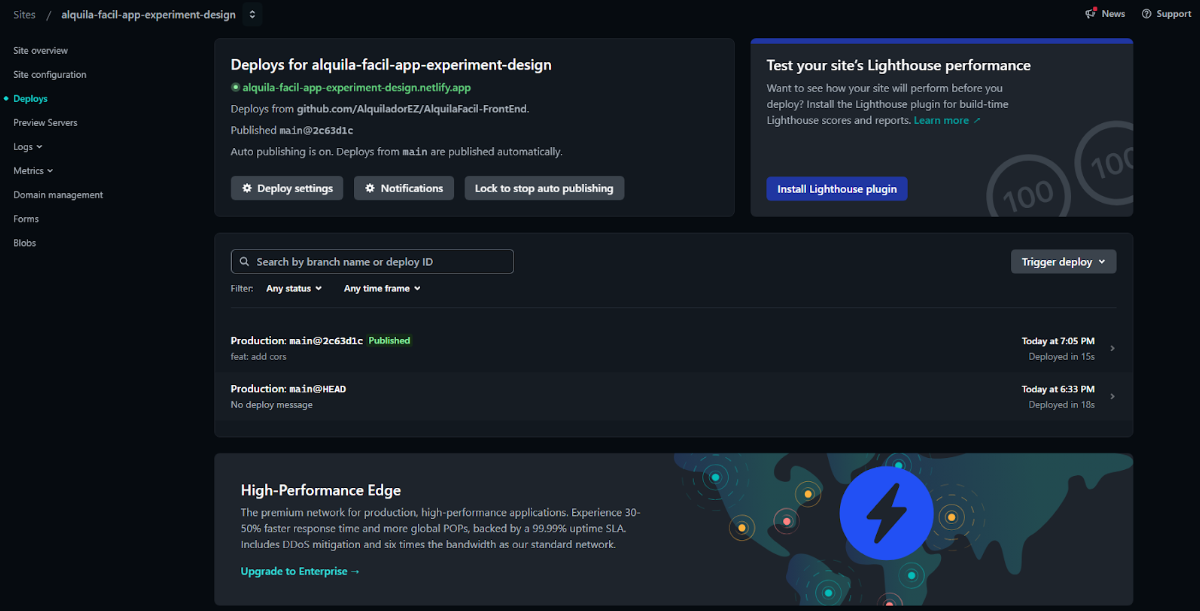 Sites / alquila-facil-app-experiment-design
News
Support
Site overview
Site configuration
Deploys
Preview Servers
Logs
Metrics
Domain management
Forms
Blobs
Deploys for alquila-facil-app-experiment-design
alquila-facil-app-experiment-design.netlify.app
Deploys from github.com/AlquiladorEZ/AlquilaFacil-FrontEnd.
Published main@2c63d1c
Auto publishing is on. Deploys from main are published automatically.
Deploy settings
Notifications
Lock to stop auto publishing
Test your site's Lighthouse performance
Want to see how your site will perform before you
deploy? Install the Lighthouse plugin for build-time
Lighthouse scores and reports. Learn more ↗
Install Lighthouse plugin
100
100
Search by branch name or deploy ID
Trigger deploy
Filter: Any status Any time frame
Production: main@2c63d1c Published
feat: add cors
Today at 7:05 PM
Deployed in 15s
Production: main@HEAD
No deploy message
Today at 6:33 PM
Deployed in 18s
High-Performance Edge
The premium network for production, high-performance applications. Experience 30-
50% faster response time and more global POPs, backed by a 99.99% uptime SLA.
Includes DDoS mitigation and six times the bandwidth as our standard network.
Upgrade to Enterprise →